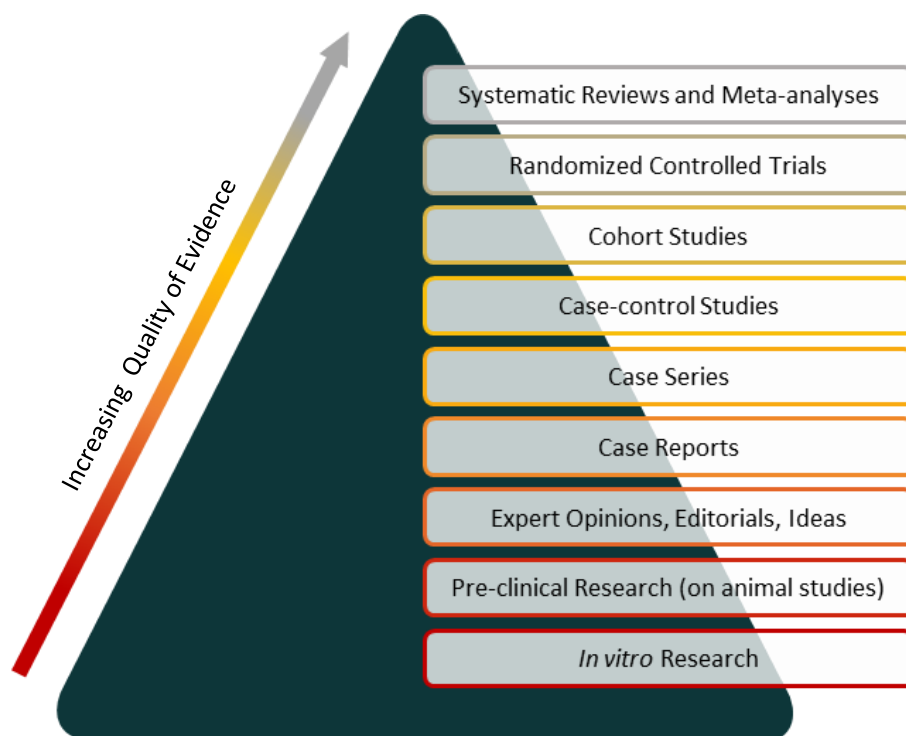 Increasing Quality of Evidence
Systematic Reviews and Meta-analyses
Randomized Controlled Trials
Cohort Studies
Case-control Studies
Case Series
Case Reports
Expert Opinions, Editorials, Ideas
Pre-clinical Research (on animal studies)
In vitro Research